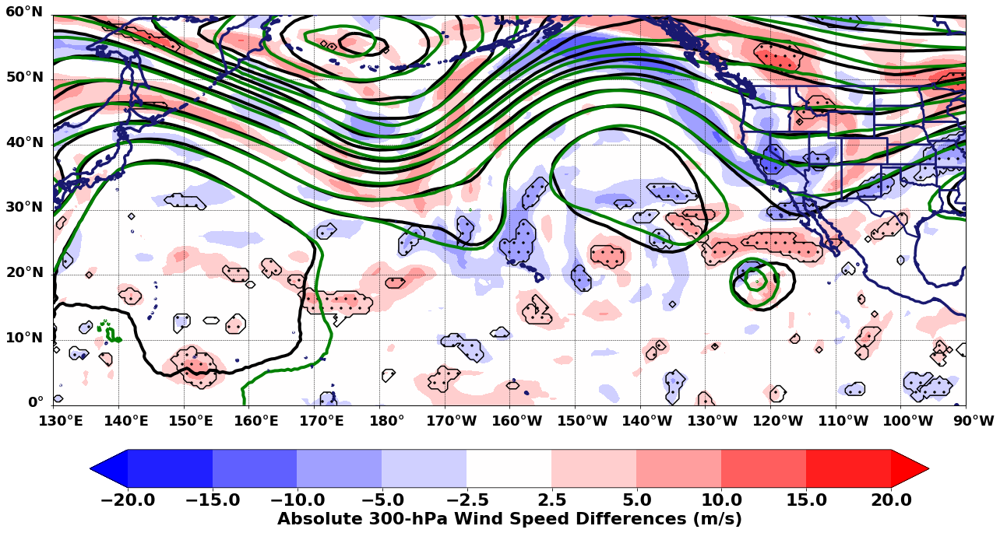 60°N
50°N
40°N
30°N
20°N
10°N
0°
130°E 140°E 150°E 160°E 170°E 180° 170°W 160°W 150°W 140°W 130°W 120°W 110°W 100°W 90°W
−20.0 −15.0 −10.0 −5.0 −2.5 2.5 5.0 10.0 15.0 20.0
Absolute 300-hPa Wind Speed Differences (m/s)